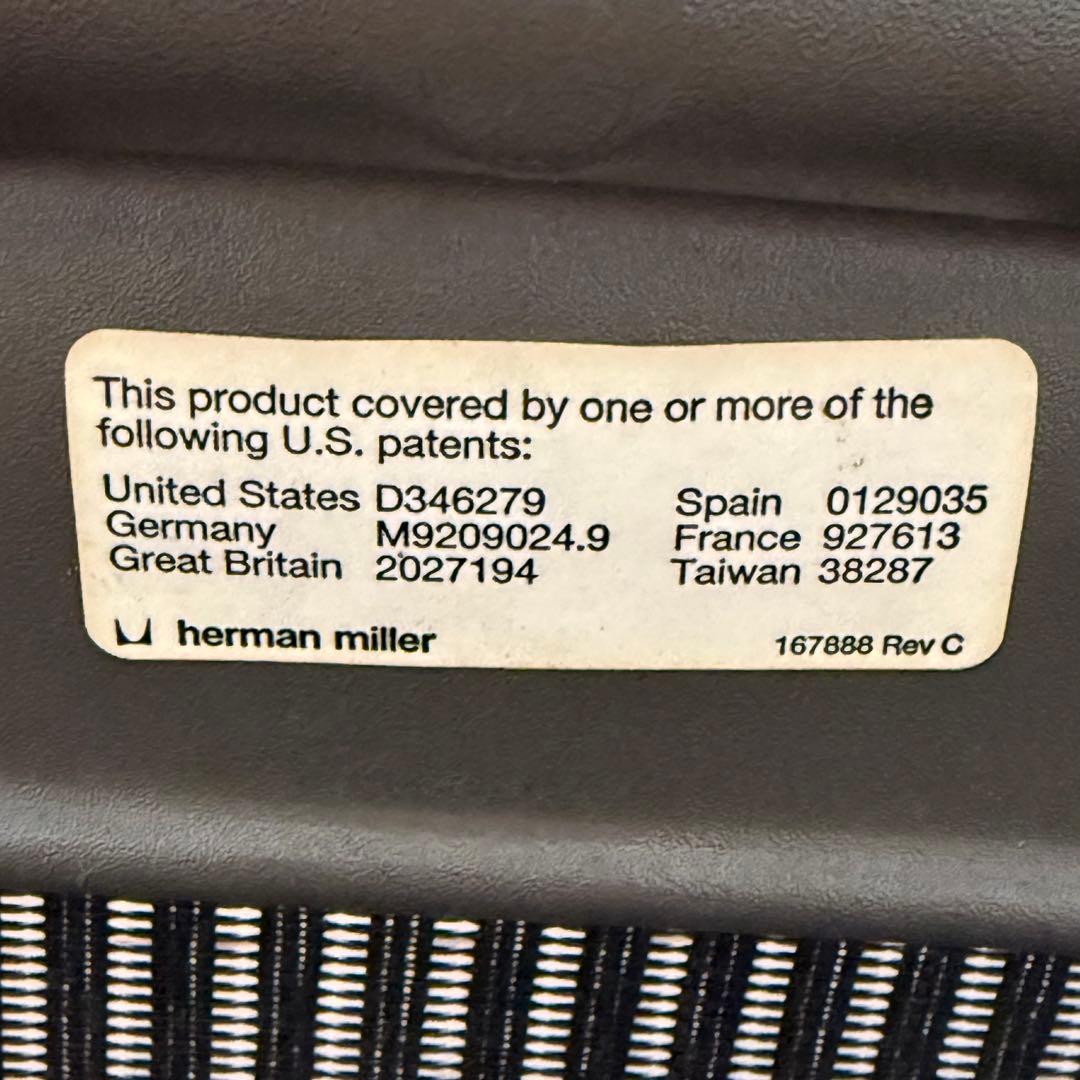 This product covered by one or more of the
following U.S. patents:
United States D346279 Spain 0129035
Germany M9209024.9 France 927613
Great Britain 2027194 Taiwan 38287
herman miller 167888 Rev C